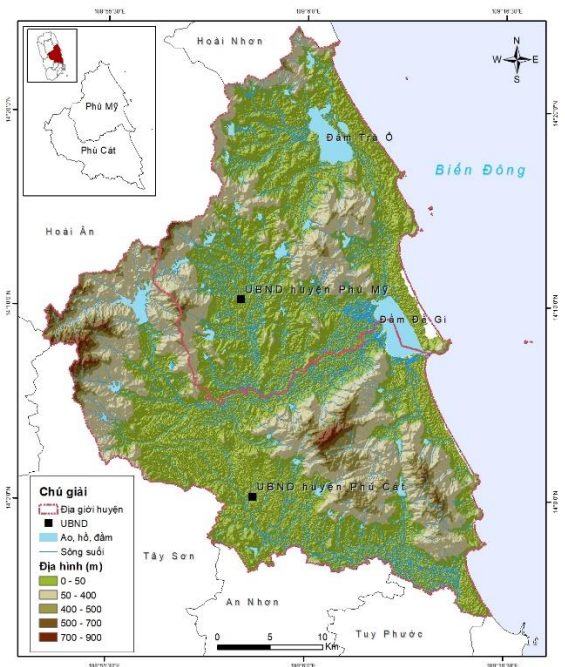 Hoài Nhơn
N
W E
S
Phù Mỹ
Phù Cát
Đầm Trà Ổ
Biển Đông
Hoài Ân
UBND huyện Phù Mỹ
Đầm Đề Gi
UBND huyện Phù Cát
Chú giải
Địa giới huyện
UBND
Ao, hồ, đầm
Sông suối
Địa hình (m)
0 - 50
50 - 400
400 - 500
500 - 700
700 - 900
Tây Sơn
An Nhơn
Tuy Phước
0 5 10
Km